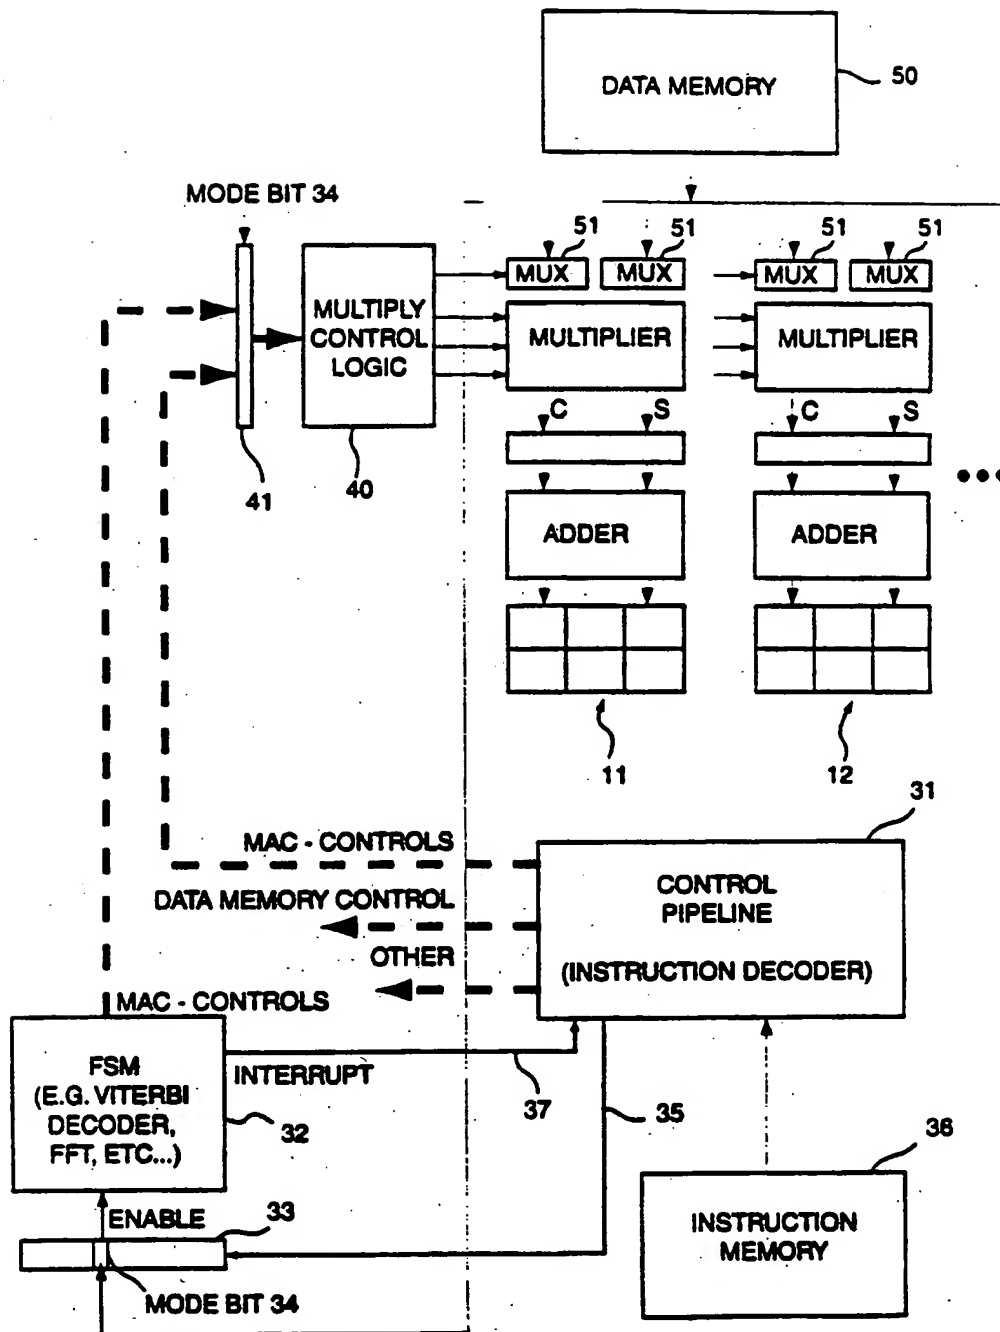 DATA MEMORY
50
MODE BIT 34
51
51
51
51
MUX
MUX
MUX
MUX
MULTIPLY
CONTROL
LOGIC
MULTIPLIER
MULTIPLIER
C
S
C
S
41
40
ADDER
ADDER
•••
11
12
31
MAC - CONTROLS
DATA MEMORY CONTROL
OTHER
MAC - CONTROLS
CONTROL
PIPELINE
(INSTRUCTION DECODER)
FSM
(E.G. VITERBI
DECODER,
FFT, ETC...)
INTERRUPT
37
35
32
36
ENABLE
33
INSTRUCTION
MEMORY
MODE BIT 34